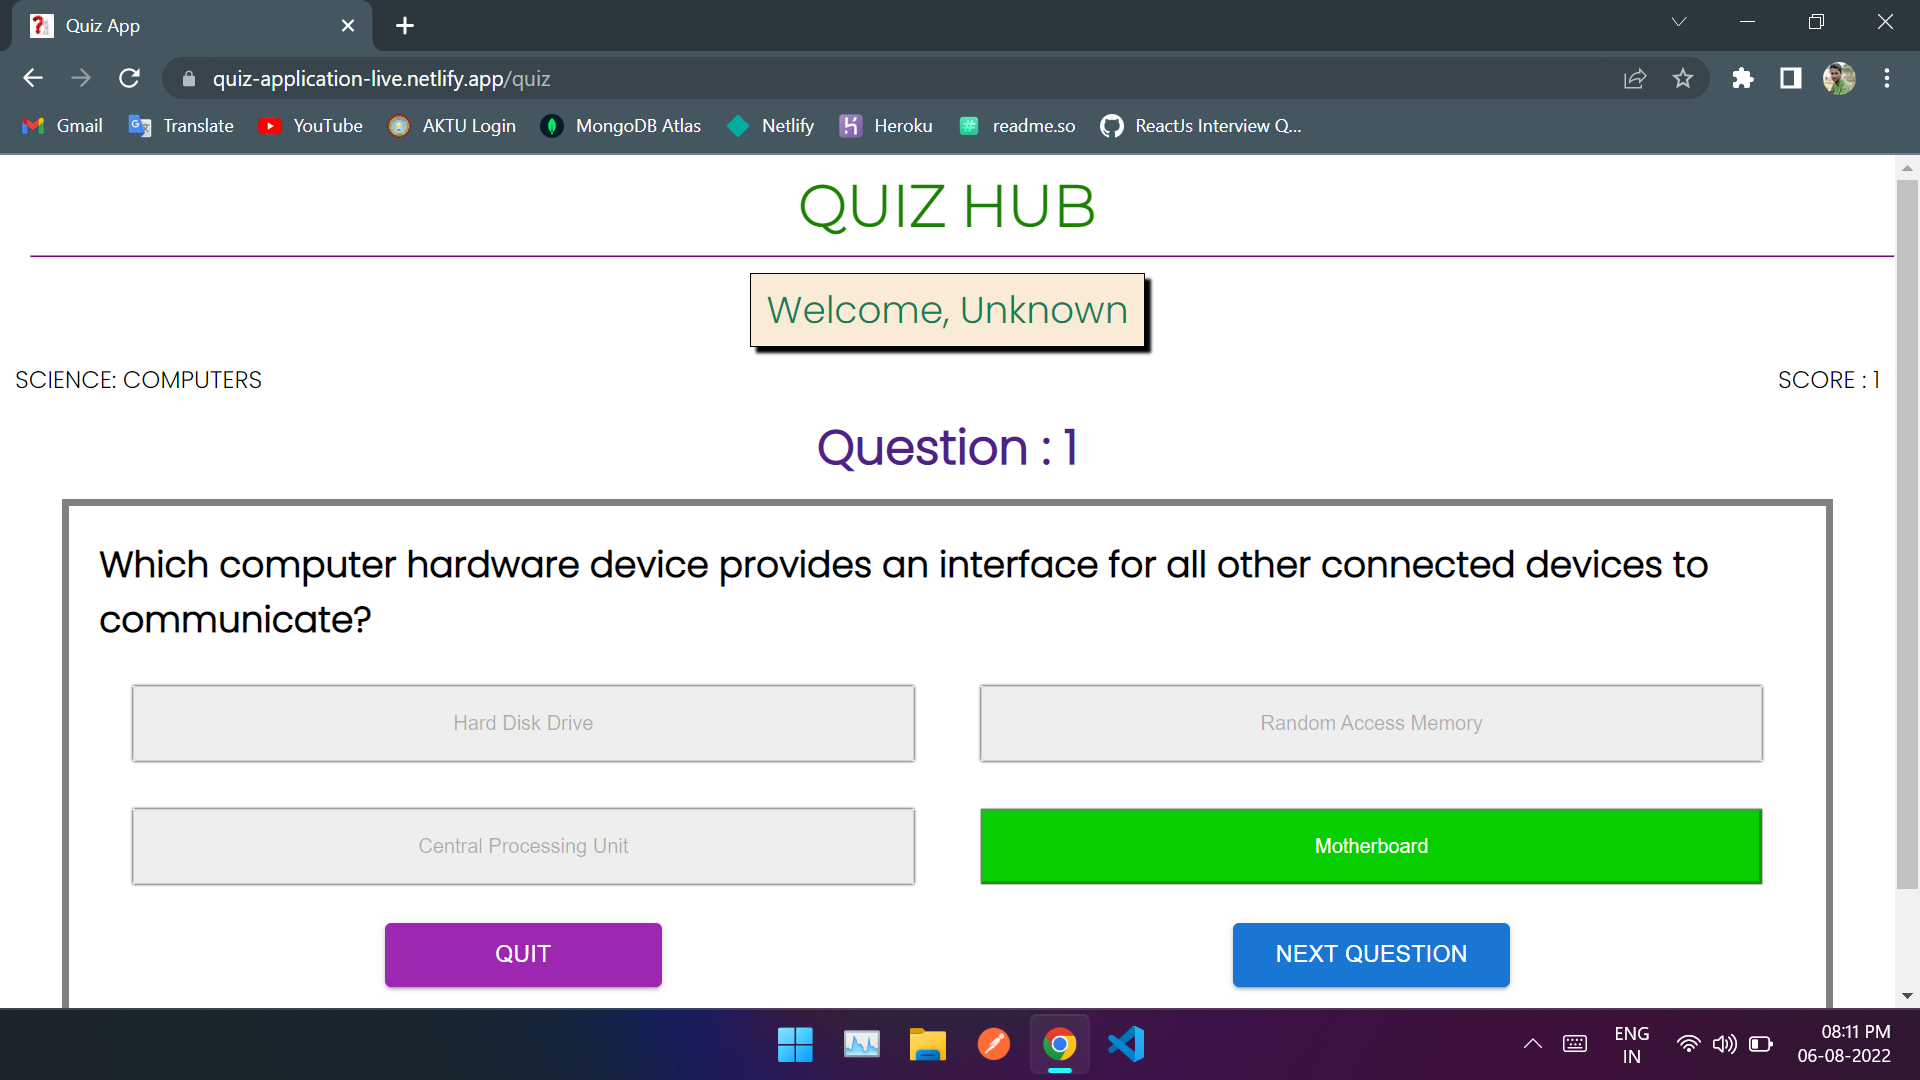 Quiz App
quiz-application-live.netlify.app/quiz
Gmail Translate YouTube AKTU Login MongoDB Atlas Netlify Heroku readme.so ReactJs Interview Q...
QUIZ HUB
Welcome, Unknown
SCIENCE: COMPUTERS SCORE : 1
Question : 1
Which computer hardware device provides an interface for all other connected devices to
communicate?
Hard Disk Drive Random Access Memory
Central Processing Unit Motherboard
QUIT NEXT QUESTION
ENG 08:11 PM
IN 06-08-2022